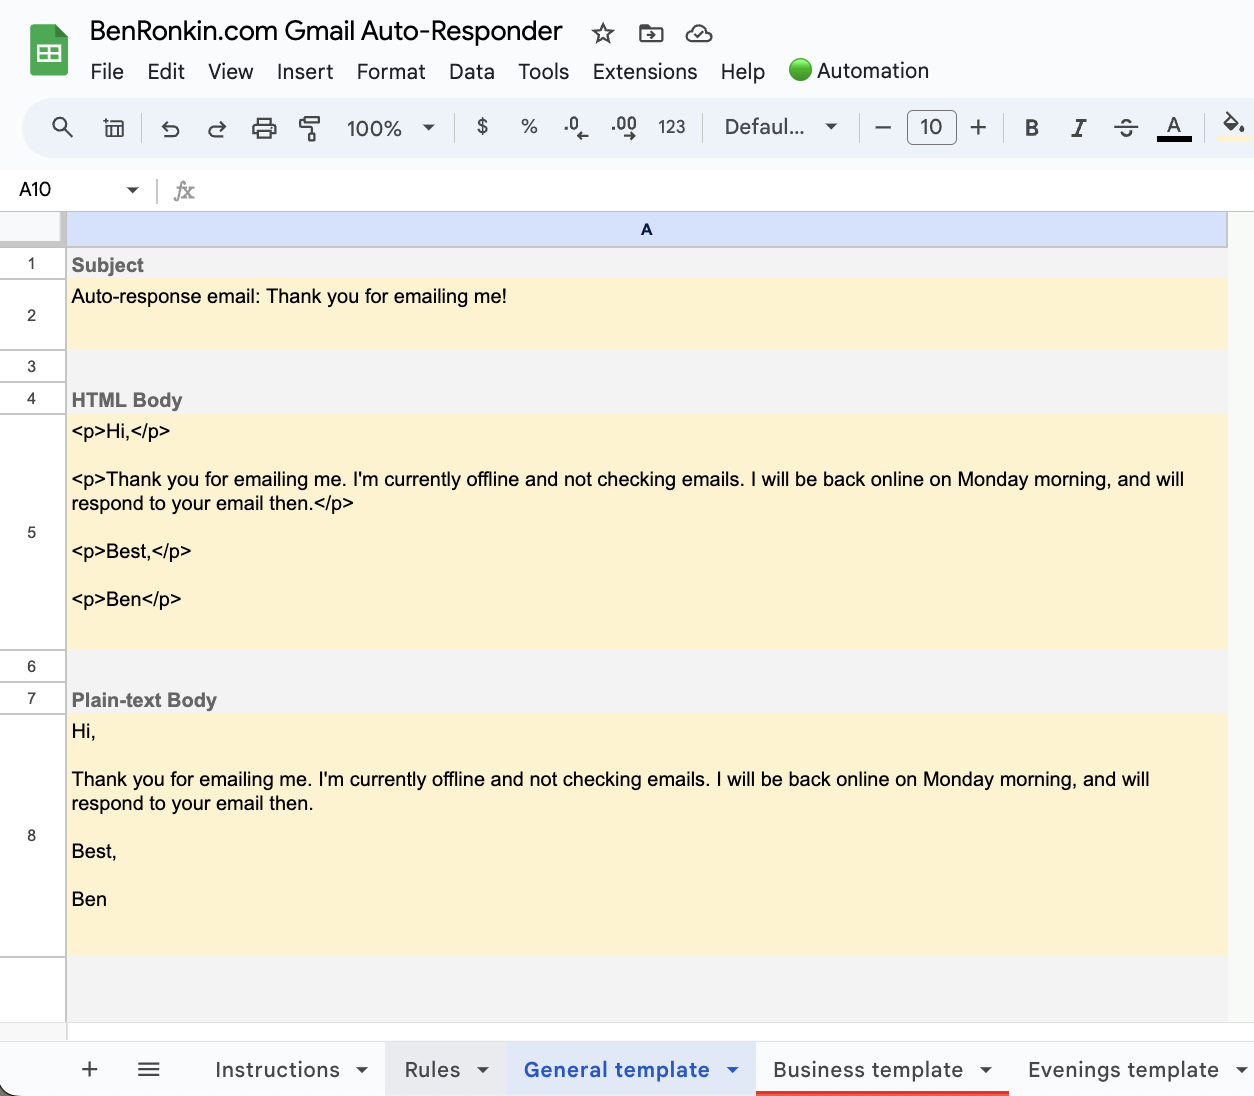 BenRonkin.com Gmail Auto-Responder
File Edit View Insert Format Data Tools Extensions Help Automation
100% $ % .0 .00 123 Defaul... 10 B I S A
A10 fx
A
1 Subject
2 Auto-response email: Thank you for emailing me!
3
4 HTML Body
5
<p>Hi,</p>
<p>Thank you for emailing me. I'm currently offline and not checking emails. I will be back online on Monday morning, and will
respond to your email then.</p>
<p>Best,</p>
<p>Ben</p>
6
7 Plain-text Body
8
Hi,
Thank you for emailing me. I'm currently offline and not checking emails. I will be back online on Monday morning, and will
respond to your email then.
Best,
Ben
+ Instructions Rules General template Business template Evenings template